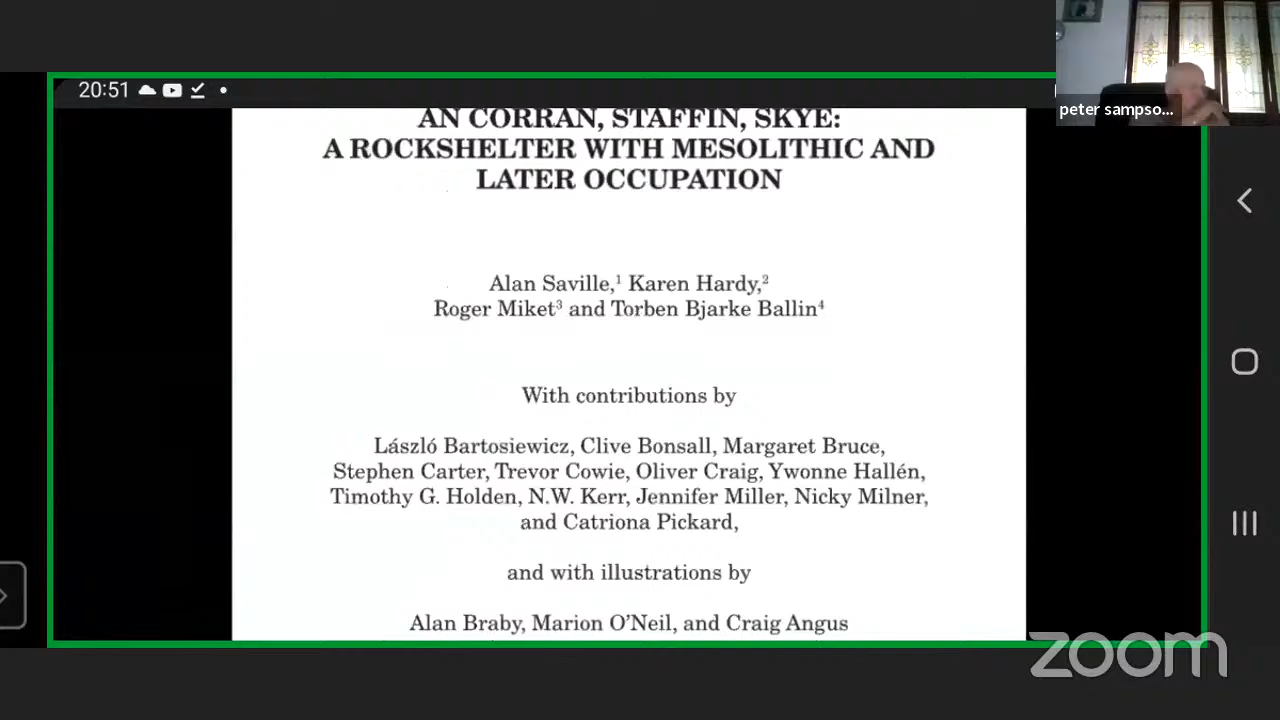 20:51
peter sampso...
AN CORRAN, STAFFIN, SKYE:
A ROCKSHELTER WITH MESOLITHIC AND
LATER OCCUPATION
Alan Saville,¹ Karen Hardy,²
Roger Miket³ and Torben Bjarke Ballin⁴
With contributions by
László Bartosiewicz, Clive Bonsall, Margaret Bruce,
Stephen Carter, Trevor Cowie, Oliver Craig, Ywonne Hallén,
Timothy G. Holden, N.W. Kerr, Jennifer Miller, Nicky Milner,
and Catriona Pickard,
and with illustrations by
Alan Braby, Marion O’Neil, and Craig Angus
zoom